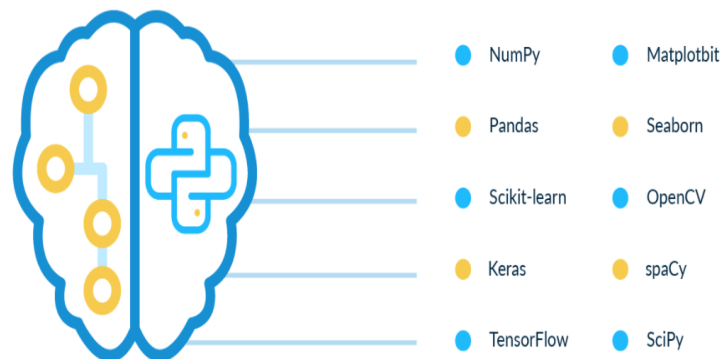 NumPy
Matplotbit
Pandas
Seaborn
Scikit-learn
OpenCV
Keras
spaCy
TensorFlow
SciPy